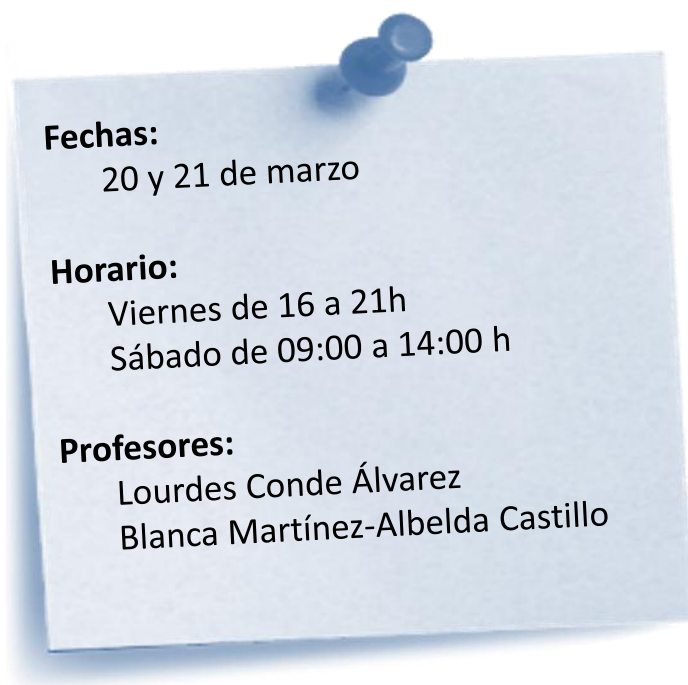 Fechas:
20 y 21 de marzo
Horario:
Viernes de 16 a 21h
Sábado de 09:00 a 14:00 h
Profesores:
Lourdes Conde Álvarez
Blanca Martínez-Albelda Castillo